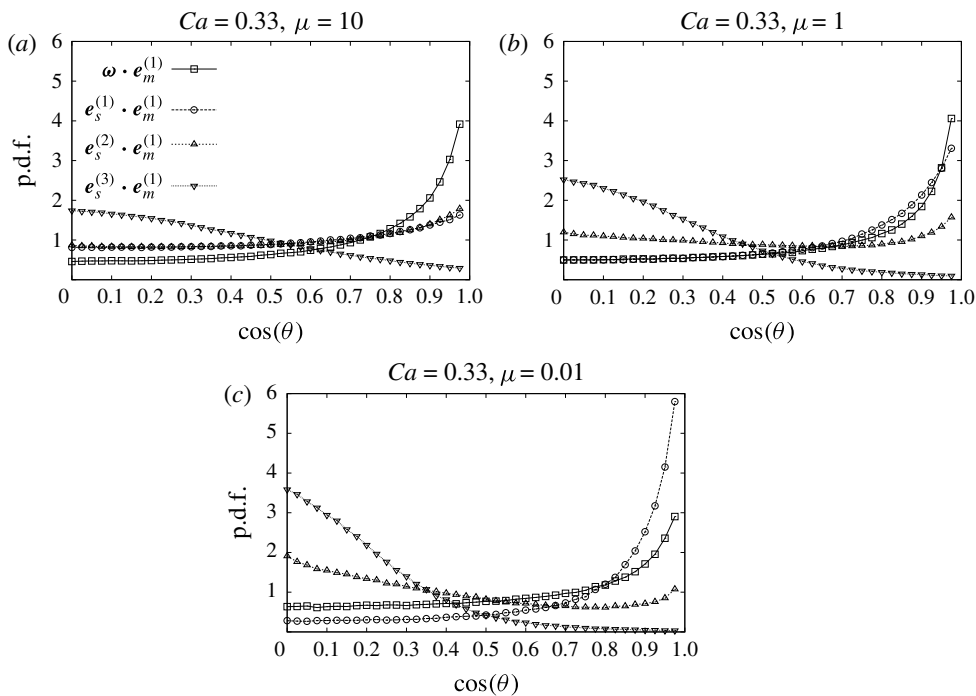 Ca = 0.33, μ = 10
(a)
6
5
4
3
2
1
p.d.f.
ω · e_m^(1)
e_s^(1) · e_m^(1)
e_s^(2) · e_m^(1)
e_s^(3) · e_m^(1)
0 0.1 0.2 0.3 0.4 0.5 0.6 0.7 0.8 0.9 1.0
cos(θ)
Ca = 0.33, μ = 1
(b)
6
5
4
3
2
1
0 0.1 0.2 0.3 0.4 0.5 0.6 0.7 0.8 0.9 1.0
cos(θ)
Ca = 0.33, μ = 0.01
(c)
6
5
4
3
2
1
p.d.f.
0 0.1 0.2 0.3 0.4 0.5 0.6 0.7 0.8 0.9 1.0
cos(θ)